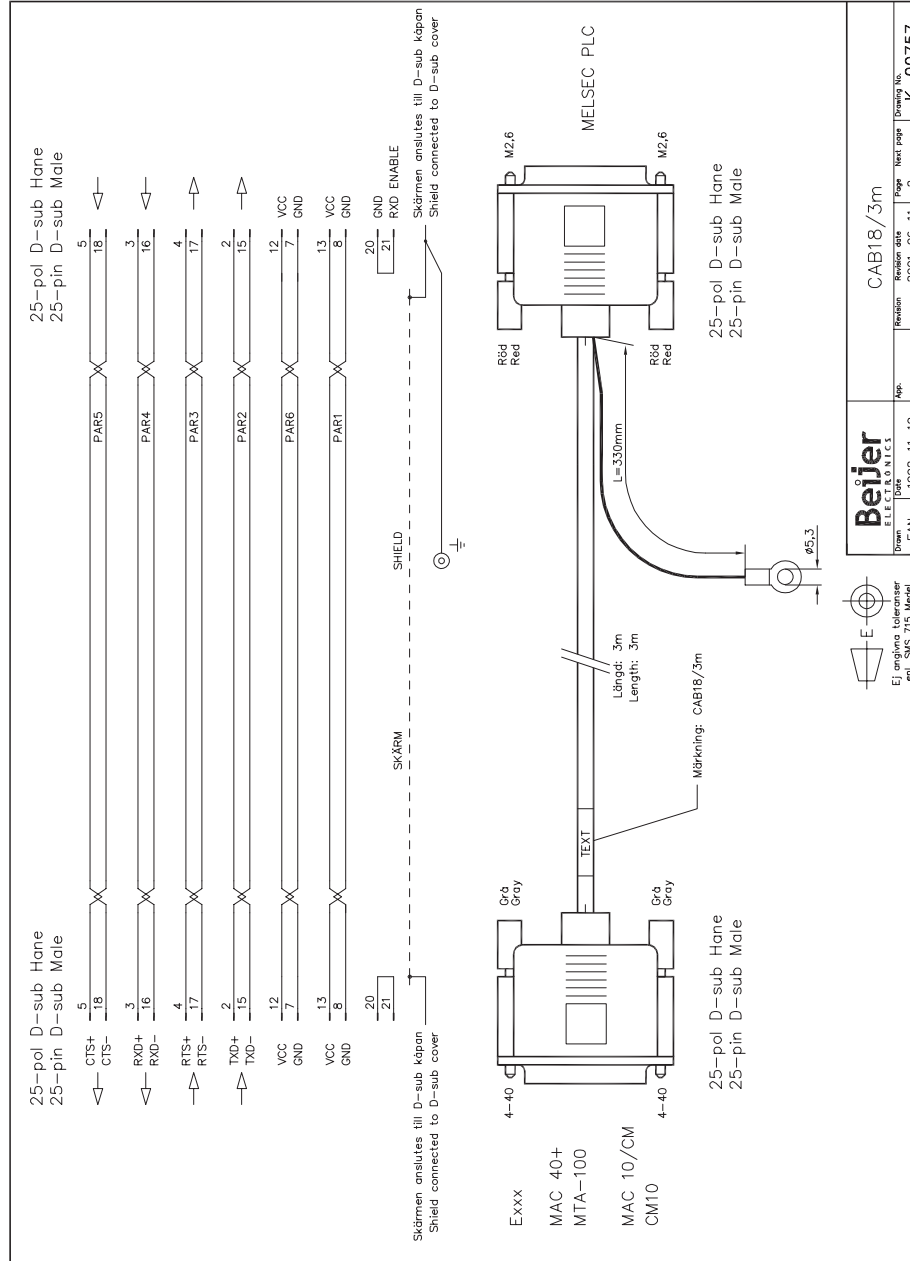 25-pol D-sub Hane
25-pin D-sub Male
25-pol D-sub Hane
25-pin D-sub Male
CTS+ 5 PAR5 5
CTS- 18 18
RXD+ 3 PAR4 3
RXD- 16 16
RTS+ 4 PAR3 4
RTS- 17 17
TXD+ 2 PAR2 2
TXD- 15 15
VCC 12 PAR6 12 VCC
GND 7 7 GND
VCC 13 PAR1 13 VCC
GND 8 8 GND
20 20 GND
21 21 RXD ENABLE
SKÄRM SHIELD
Skärmen anslutes till D-sub kåpan
Shield connected to D-sub cover
Skärmen anslutes till D-sub kåpan
Shield connected to D-sub cover
Exxx
MAC 40+
MTA-100
MAC 10/CM
CM10
4-40
4-40
Grå
Gray
Grå
Gray
25-pol D-sub Hane
25-pin D-sub Male
TEXT
Märkning: CAB18/3m
Längd: 3m
Length: 3m
L=330mm
ø5,3
Röd
Red
Röd
Red
M2,6
M2,6
MELSEC PLC
25-pol D-sub Hane
25-pin D-sub Male
E
Ej angivna toleranser
Beijer
ELECTRONICS
CAB18/3m
Drawn
Date
App.
Revision
Revision date
Page
Next page
Drawing No.